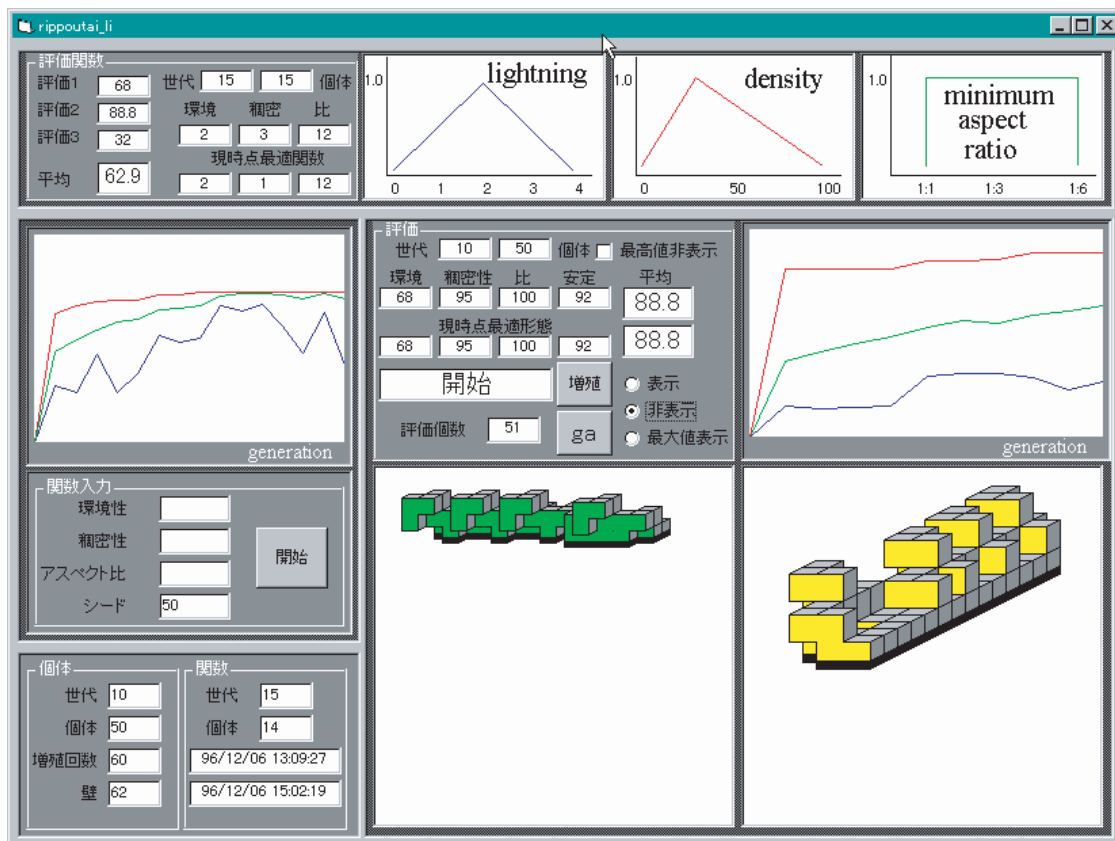 rippoutai_li
評価関数
評価1 68 世代 15 15 個体
評価2 88.8 環境 稠密 比
評価3 32 2 3 12
現時点最適関数
平均 62.9 2 1 12
1.0 lightning
0 1 2 3 4
1.0 density
0 50 100
1.0 minimum
aspect
ratio
1:1 1:3 1:6
generation
評価
世代 10 50 個体 最高値非表示
環境 稠密性 比 安定 平均
68 95 100 92 88.8
現時点最適形態
68 95 100 92 88.8
開始 増殖 表示
非表示
評価個数 51 ga 最大値表示
generation
関数入力
環境性
稠密性
アスペクト比
シード 50
開始
個体
世代 10
個体 50
増殖回数 60
壁 62
関数
世代 15
個体 14
96/12/06 13:09:27
96/12/06 15:02:19